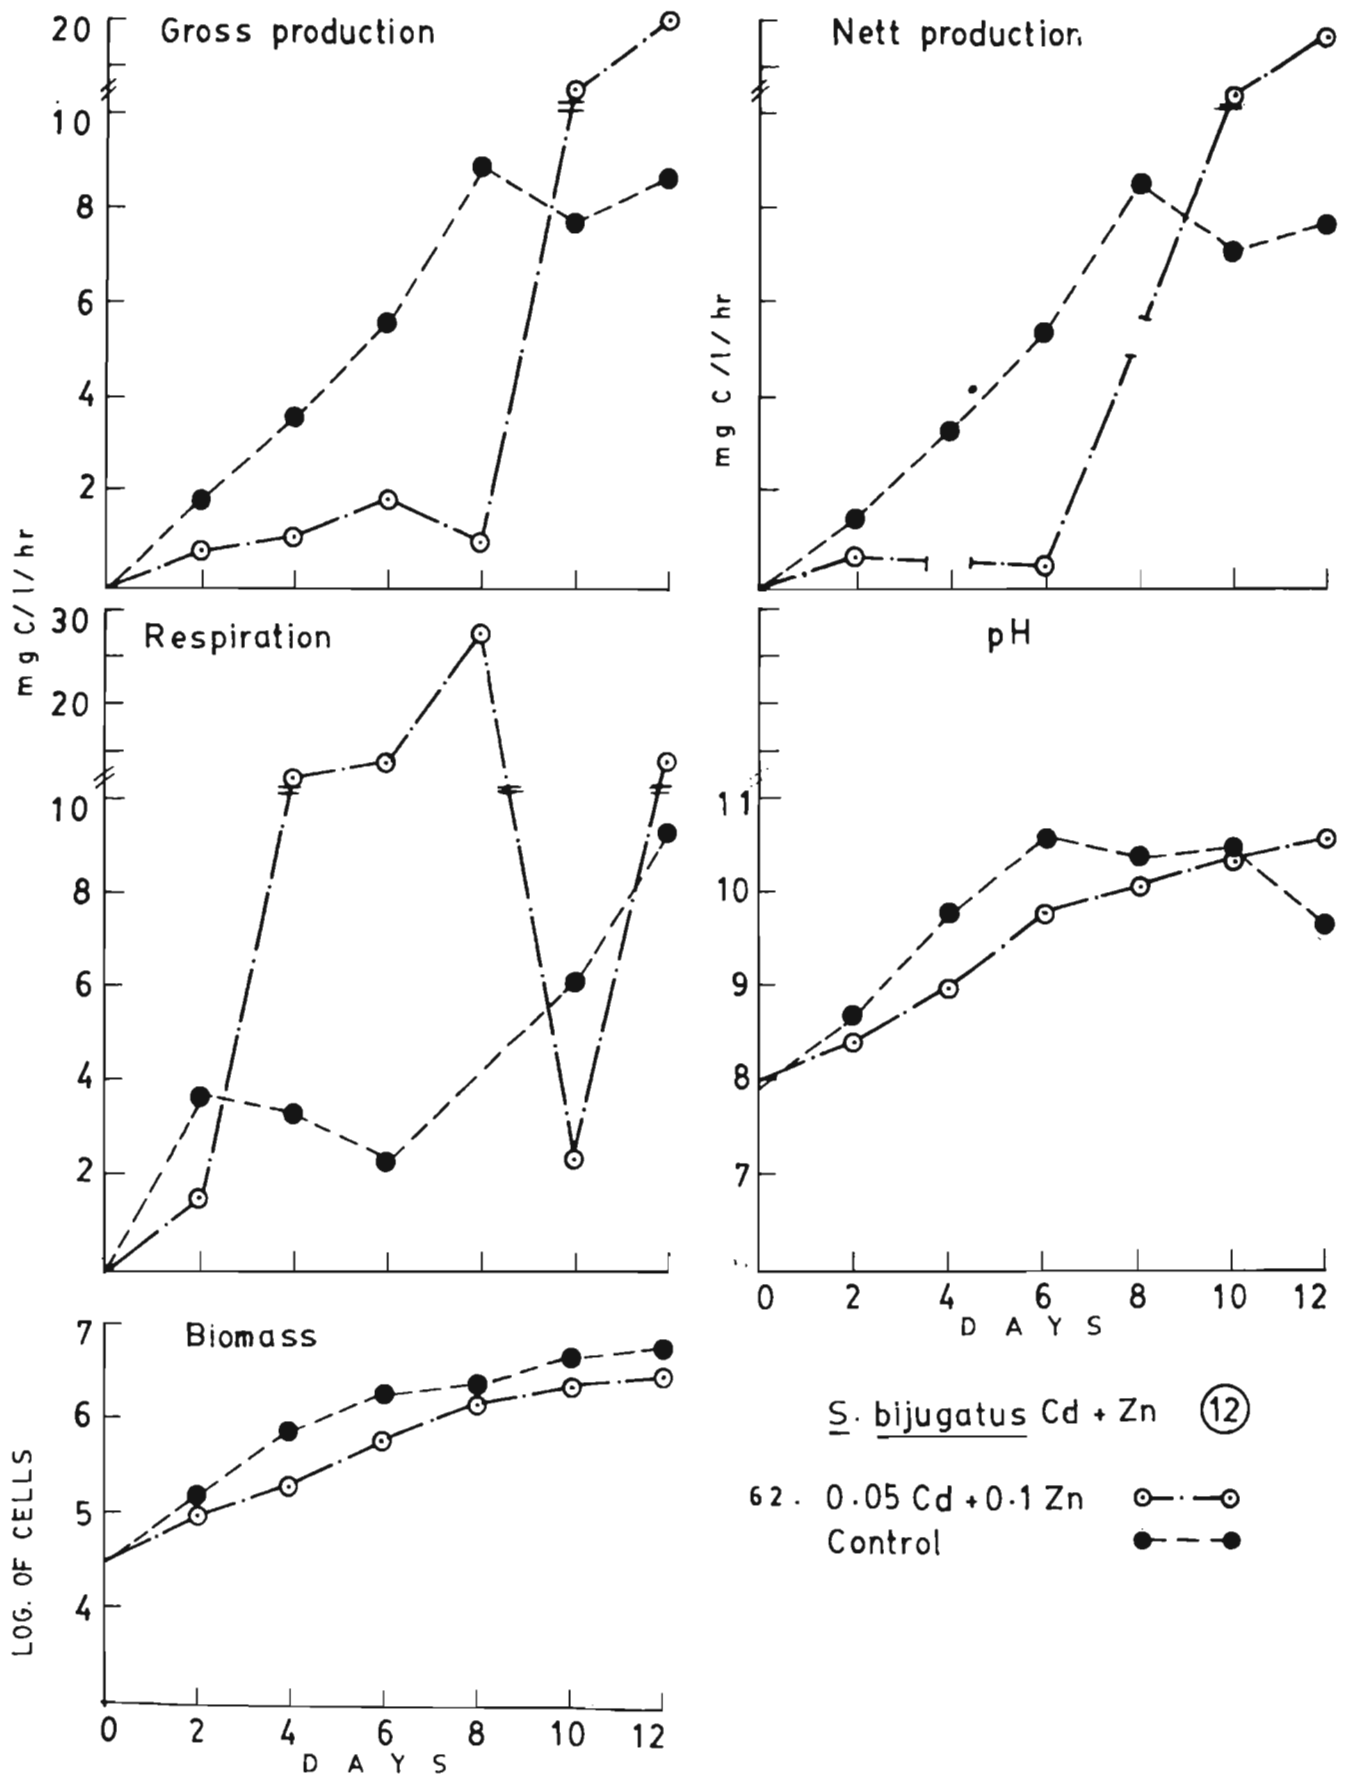 Gross production
20
10
8
6
4
2
mg C/l/hr
Nett production
mg C/l/hr
Respiration
30
20
10
8
6
4
2
pH
11
10
9
8
7
0 2 4 6 8 10 12
DAYS
Biomass
7
6
5
4
LOG. OF CELLS
0 2 4 6 8 10 12
DAYS
S. bijugatus Cd + Zn 12
62. 0.05 Cd + 0.1 Zn
Control